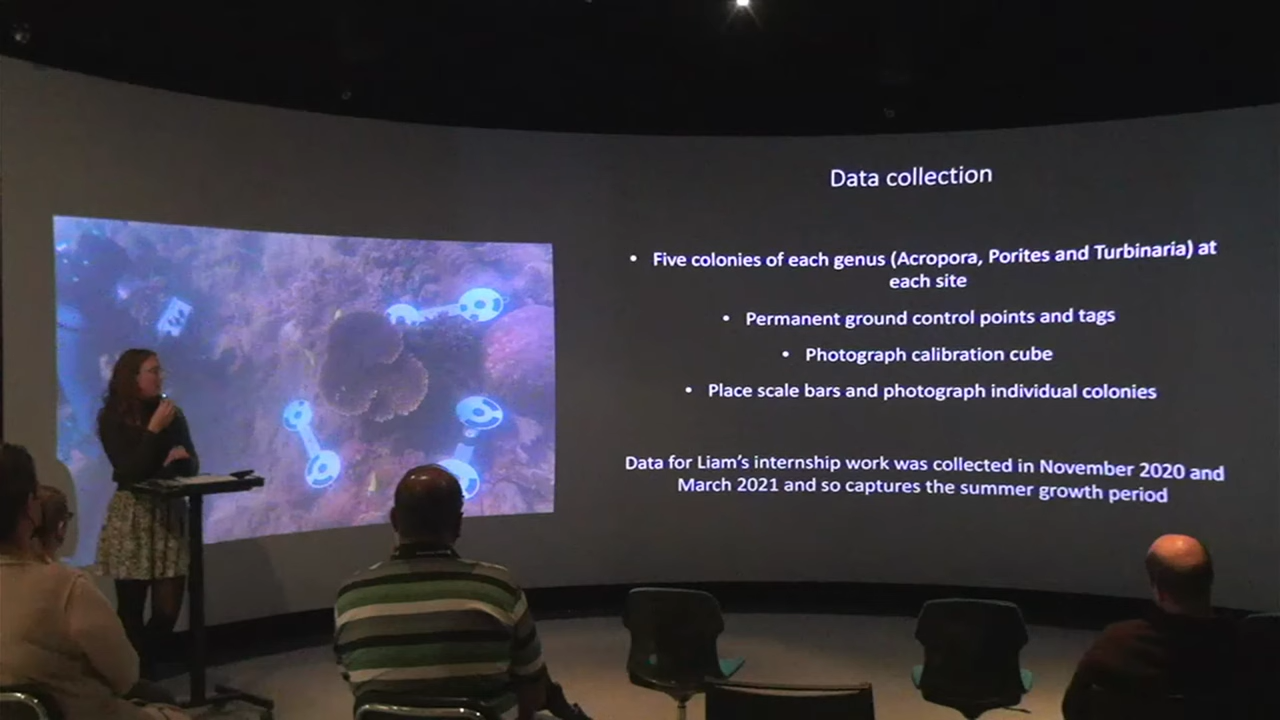 Data collection
• Five colonies of each genus (Acropora, Porites and Turbinaria) at
each site
• Permanent ground control points and tags
• Photograph calibration cube
• Place scale bars and photograph individual colonies
Data for Liam's internship work was collected in November 2020 and
March 2021 and so captures the summer growth period